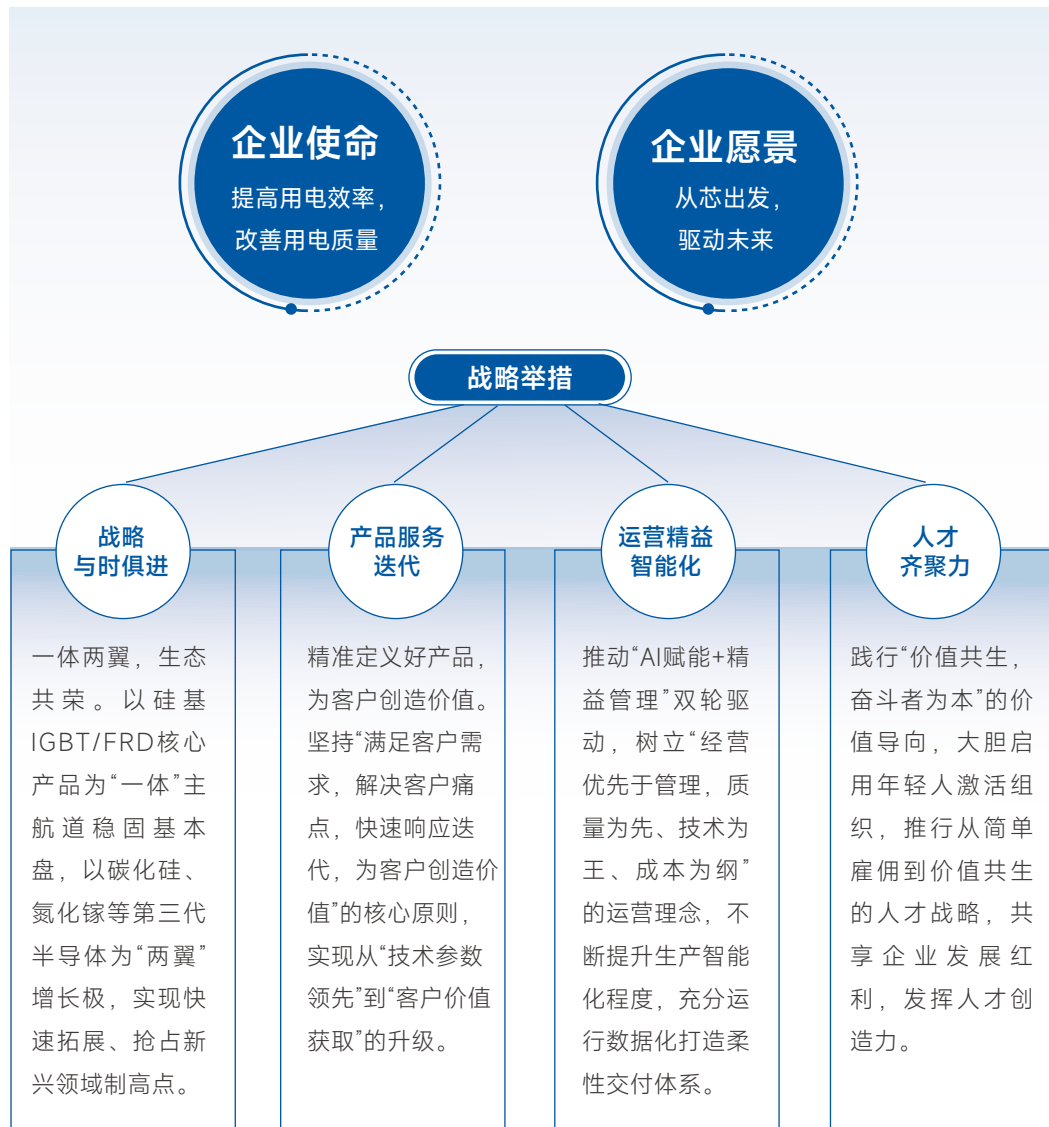 企业使命
提高用电效率，
改善用电质量
企业愿景
从芯出发，
驱动未来
战略举措
战略
与时俱进
一体两翼，生态
共荣。以硅基
IGBT/FRD核心
产品为“一体”主
航道稳固基本
盘，以碳化硅、
氮化镓等第三代
半导体为“两翼”
增长极，实现快
速拓展、抢占新
兴领域制高点。
产品服务
迭代
精准定义好产品，
为客户创造价值。
坚持“满足客户需
求，解决客户痛
点，快速响应迭
代，为客户创造价
值”的核心原则，
实现从“技术参数
领先”到“客户价值
获取”的升级。
运营精益
智能化
推动“AI赋能+精
益管理”双轮驱
动，树立“经营
优先于管理，质
量为先、技术为
王、成本为纲”
的运营理念，不
断提升生产智能
化程度，充分运
行数据化打造柔
性交付体系。
人才
齐聚力
践行“价值共生，
奋斗者为本”的价
值导向，大胆启
用年轻人激活组
织，推行从简单
雇佣到价值共生
的人才战略，共
享企业发展红
利，发挥人才创
造力。